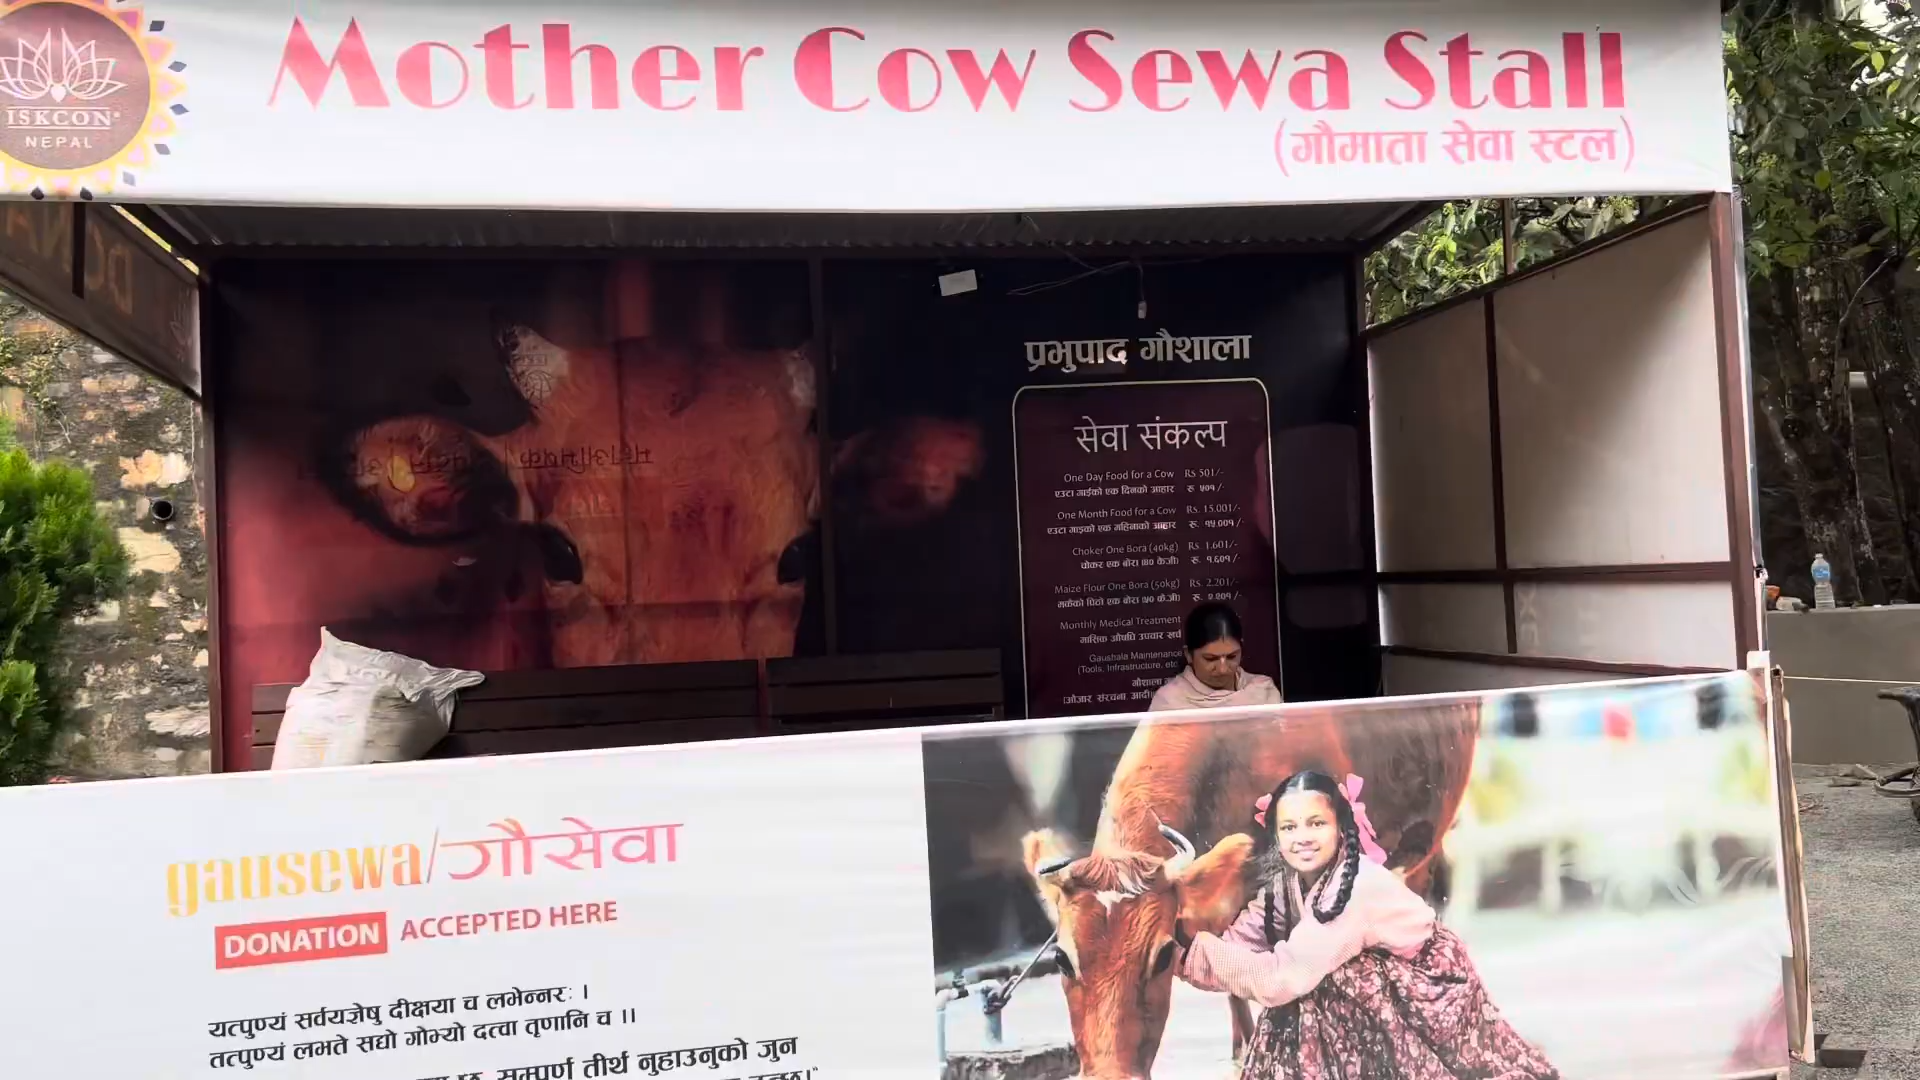 Mother Cow Sewa Stall
(गौमाता सेवा स्टल)
ISKCON
NEPAL
प्रभुपाद गौशाला
सेवा संकल्प
One Day Food for a Cow Rs 501/-
एउटा गाईको एक दिनको आहार रु ५०१/-
One Month Food for a Cow Rs. 15,001/-
एउटा गाइको एक महिनाको आहार रु. १५,००१/-
Choker One Bora (40kg) Rs. 1,601/-
चोकर एक बोरा (४० केजी) रु. १,६०१/-
Maize Flour One Bora (50kg) Rs. 2,201/-
मकैको पिठो एक बोरा (५० के.जी) रु. २,२०१/-
Monthly Medical Treatment
मासिक औषधि उपचार खर्च
Gaushala Maintenance
(Tools, Infrastructure, etc
गौशाला
(औजार संरचना आदी)
gausewa/गौसेवा
DONATION ACCEPTED HERE
यत्पुण्यं सर्वयज्ञेषु दीक्षया च लभेन्नरः ।
तत्पुण्यं लभते सद्यो गौभ्यो दत्वा तृणानि च ।।
सम्पूर्ण तीर्थ नुहाउनुको जुन